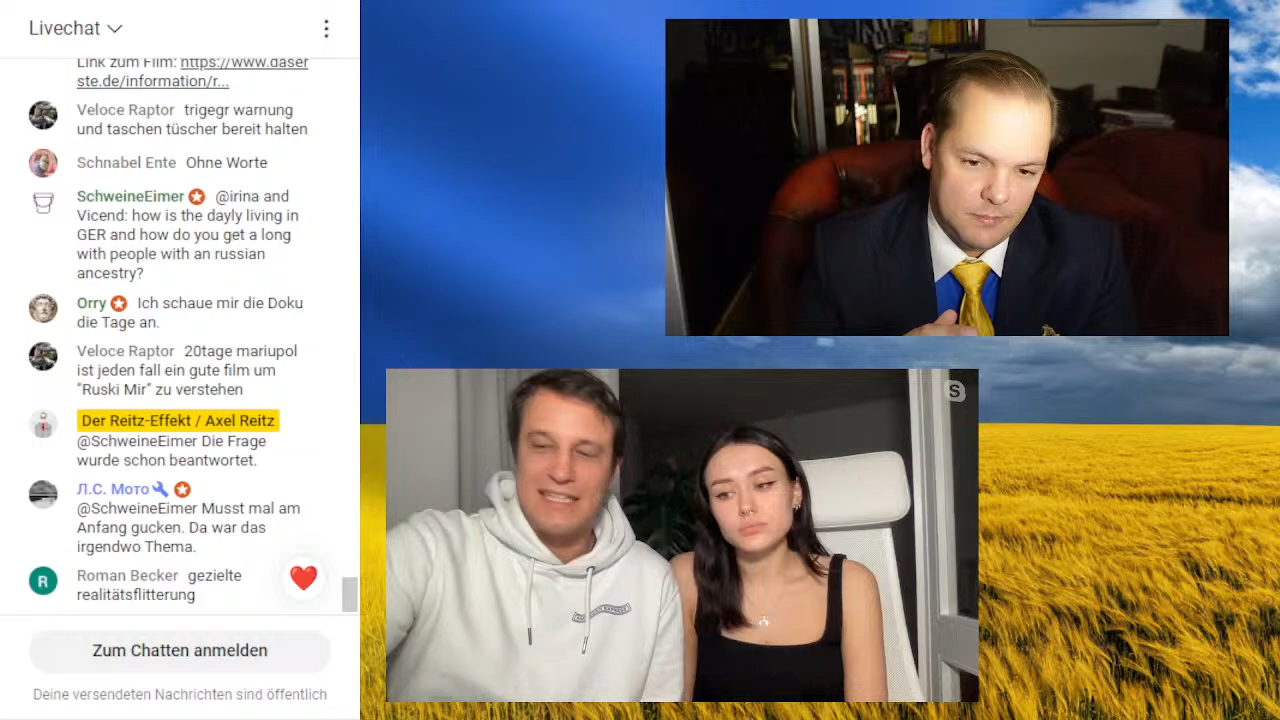 Livechat
Link zum Film: https://www.daser
ste.de/information/r...
Veloce Raptor trigegr warnung
und taschen tüscher bereit halten
Schnabel Ente Ohne Worte
SchweineEimer @irina and
Vicend: how is the dayly living in
GER and how do you get a long
with people with an russian
ancestry?
Orry Ich schaue mir die Doku
die Tage an.
Veloce Raptor 20tage mariupol
ist jeden fall ein gute film um
"Ruski Mir" zu verstehen
Der Reitz-Effekt / Axel Reitz
@SchweineEimer Die Frage
wurde schon beantwortet.
Л.С. Мото
@SchweineEimer Musst mal am
Anfang gucken. Da war das
irgendwo Thema.
R
Roman Becker gezielte
realitätsflitterung
Zum Chatten anmelden
Deine versendeten Nachrichten sind öffentlich
S